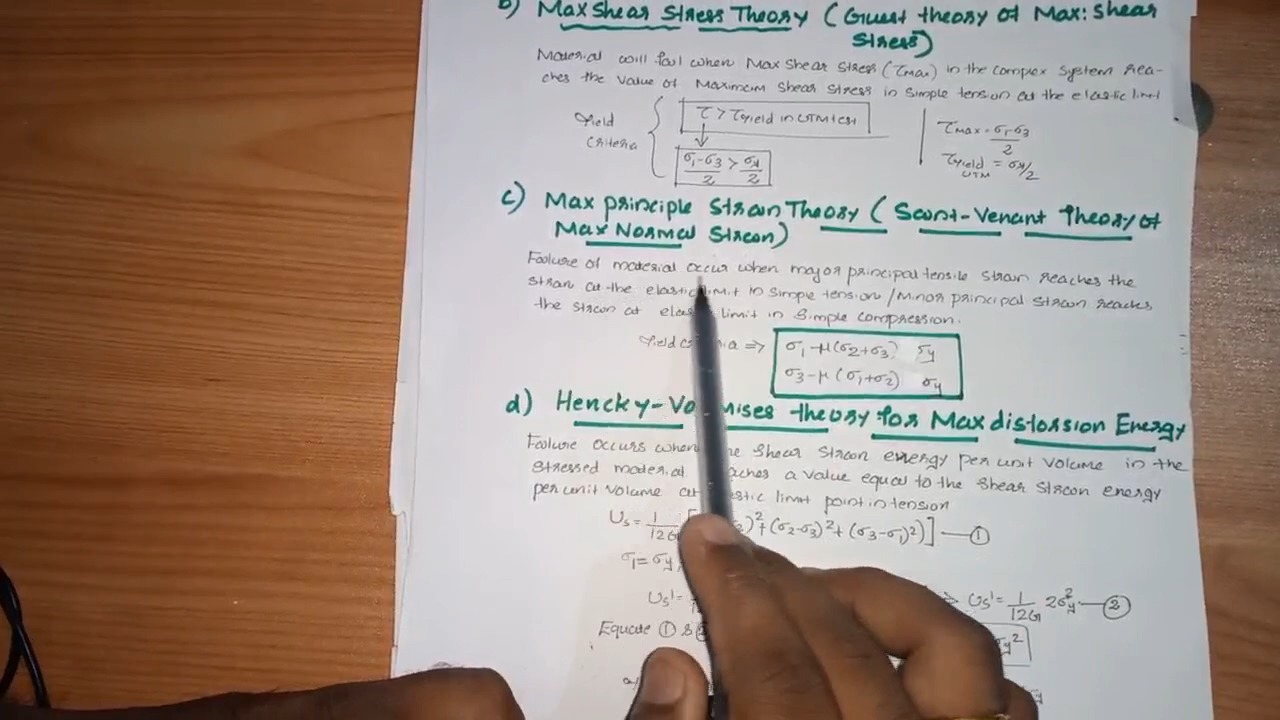 b) Max Shear Stress Theory (Guest theory of Max: Shear
Stress)
Material will fail when Max Shear Stress (τmax) in the complex system rea-
ches the value of Maximum shear stress in simple tension at the elastic limit
Yield
Criteria
τ > τyield in UTM test
σ₁-σ₃/2 > σy/2
τmax = σ₁-σ₃/2
τyield UTM = σy/2
c) Max principle Strain Theory ( Saint-Venant Theory of
Max Normal Strain)
Failure of material occur when major principal tensile strain reaches the
strain at the elastic limit in simple tension / Minor principal strain reaches
the strain at elastic limit in simple compression.
Yield =>
σ₁-μ(σ₂+σ₃) σy
σ₃-μ(σ₁+σ₂) σy
d) Hencky- theory for Max distorsion Energy
Failure occurs when shear strain energy per unit volume in the
stressed material a value equal to the shear strain energy
per unit volume at limit point in tension
Us = 1/12G [ )²+(σ₂-σ₃)²+(σ₃-σ₁)²)] — ①
σ₁=σy
Us' =
Us' = 1/12G 2σy² — ②
Equate ① &
y²